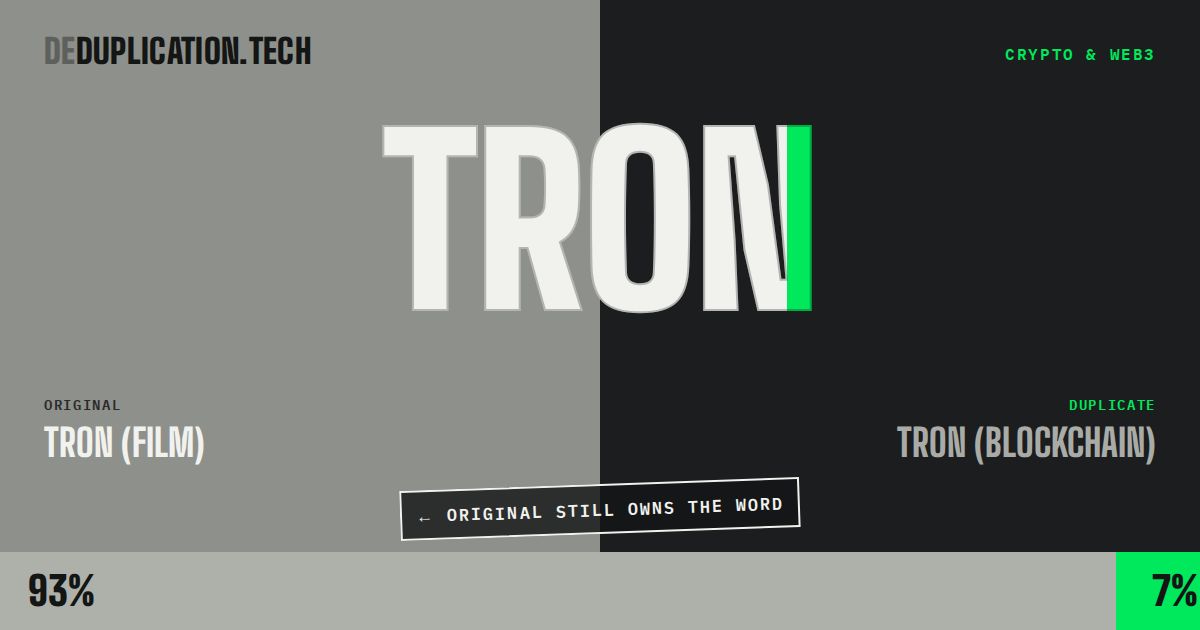 DEDUPLICATION.TECH
CRYPTO & WEB3
TRON
ORIGINAL
TRON (FILM)
DUPLICATE
TRON (BLOCKCHAIN)
← ORIGINAL STILL OWNS THE WORD
93%
7%